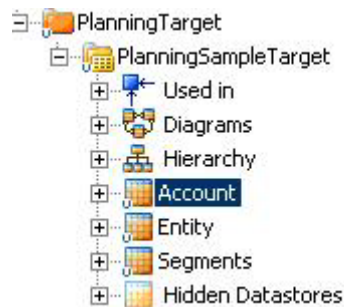 PlanningTarget
PlanningSampleTarget
Used in
Diagrams
Hierarchy
Account
Entity
Segments
Hidden Datastores